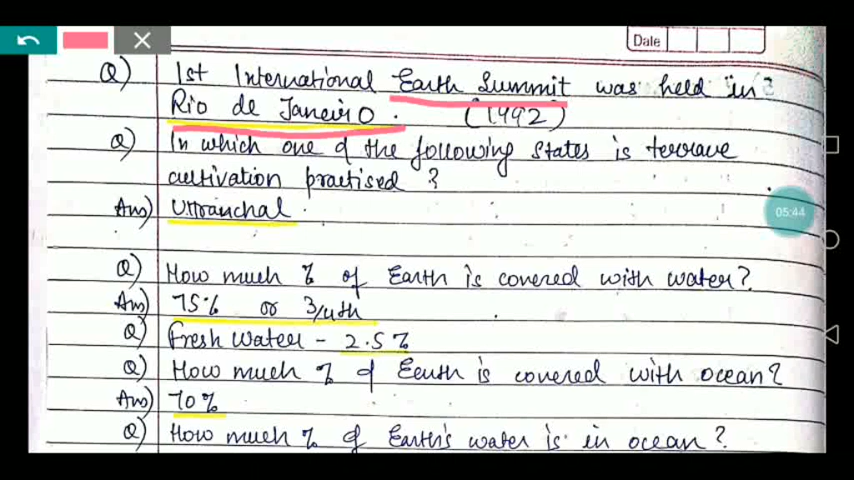 Date
Q) 1st International Earth Summit was held in?
Rio de Janeiro. (1992)
Q) In which one of the following States is terrace
cultivation practised?
Ans) Uttranchal.
05:44
Q) How much % of Earth is covered with water?
Ans) 75% or 3/4th
Q) Fresh Water - 2.5%
Q) How much % of Earth is covered with ocean?
Ans) 70%
Q) How much % of Earth's water is in ocean?